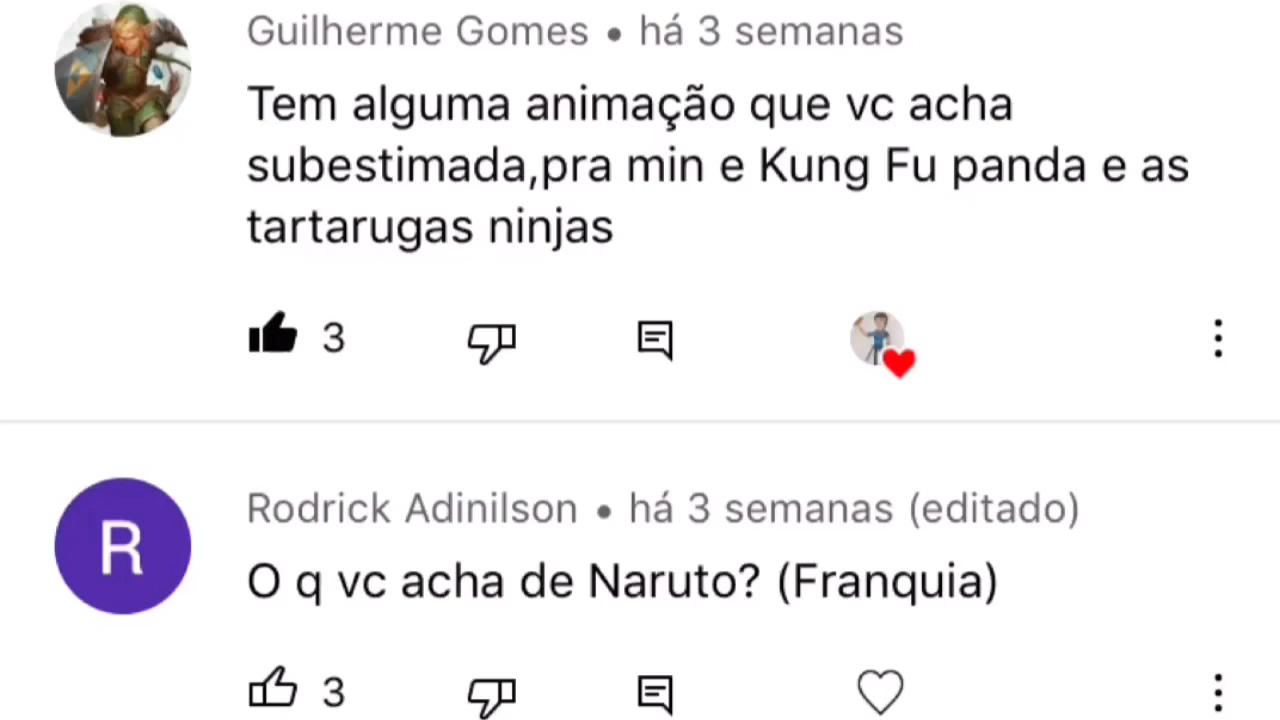 Guilherme Gomes • há 3 semanas
Tem alguma animação que vc acha
subestimada,pra min e Kung Fu panda e as
tartarugas ninjas
3
R
Rodrick Adinilson • há 3 semanas (editado)
O q vc acha de Naruto? (Franquia)
3